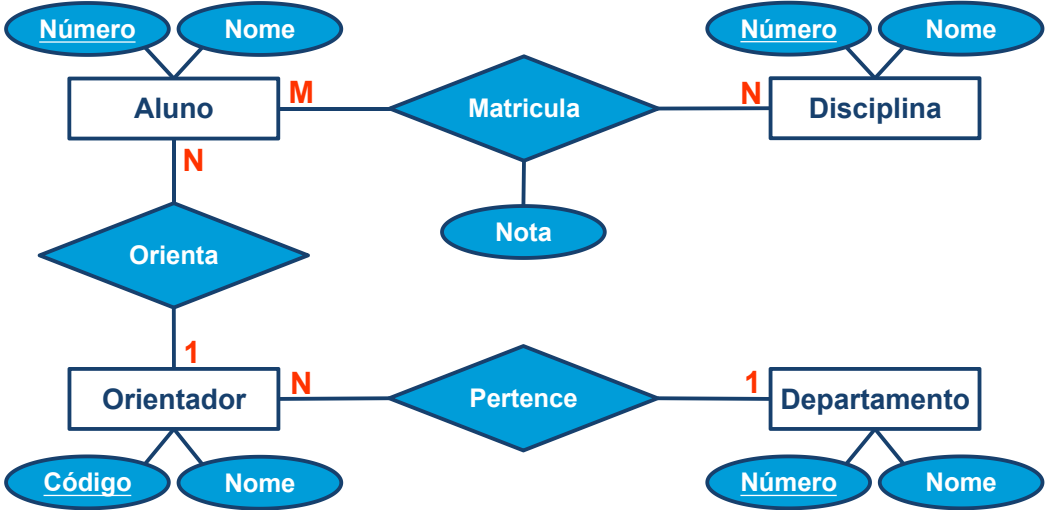 Número
Nome
Número
Nome
Aluno
M
Matricula
N
Disciplina
N
Nota
Orienta
1
1
Orientador
N
Pertence
Departamento
Código
Nome
Número
Nome